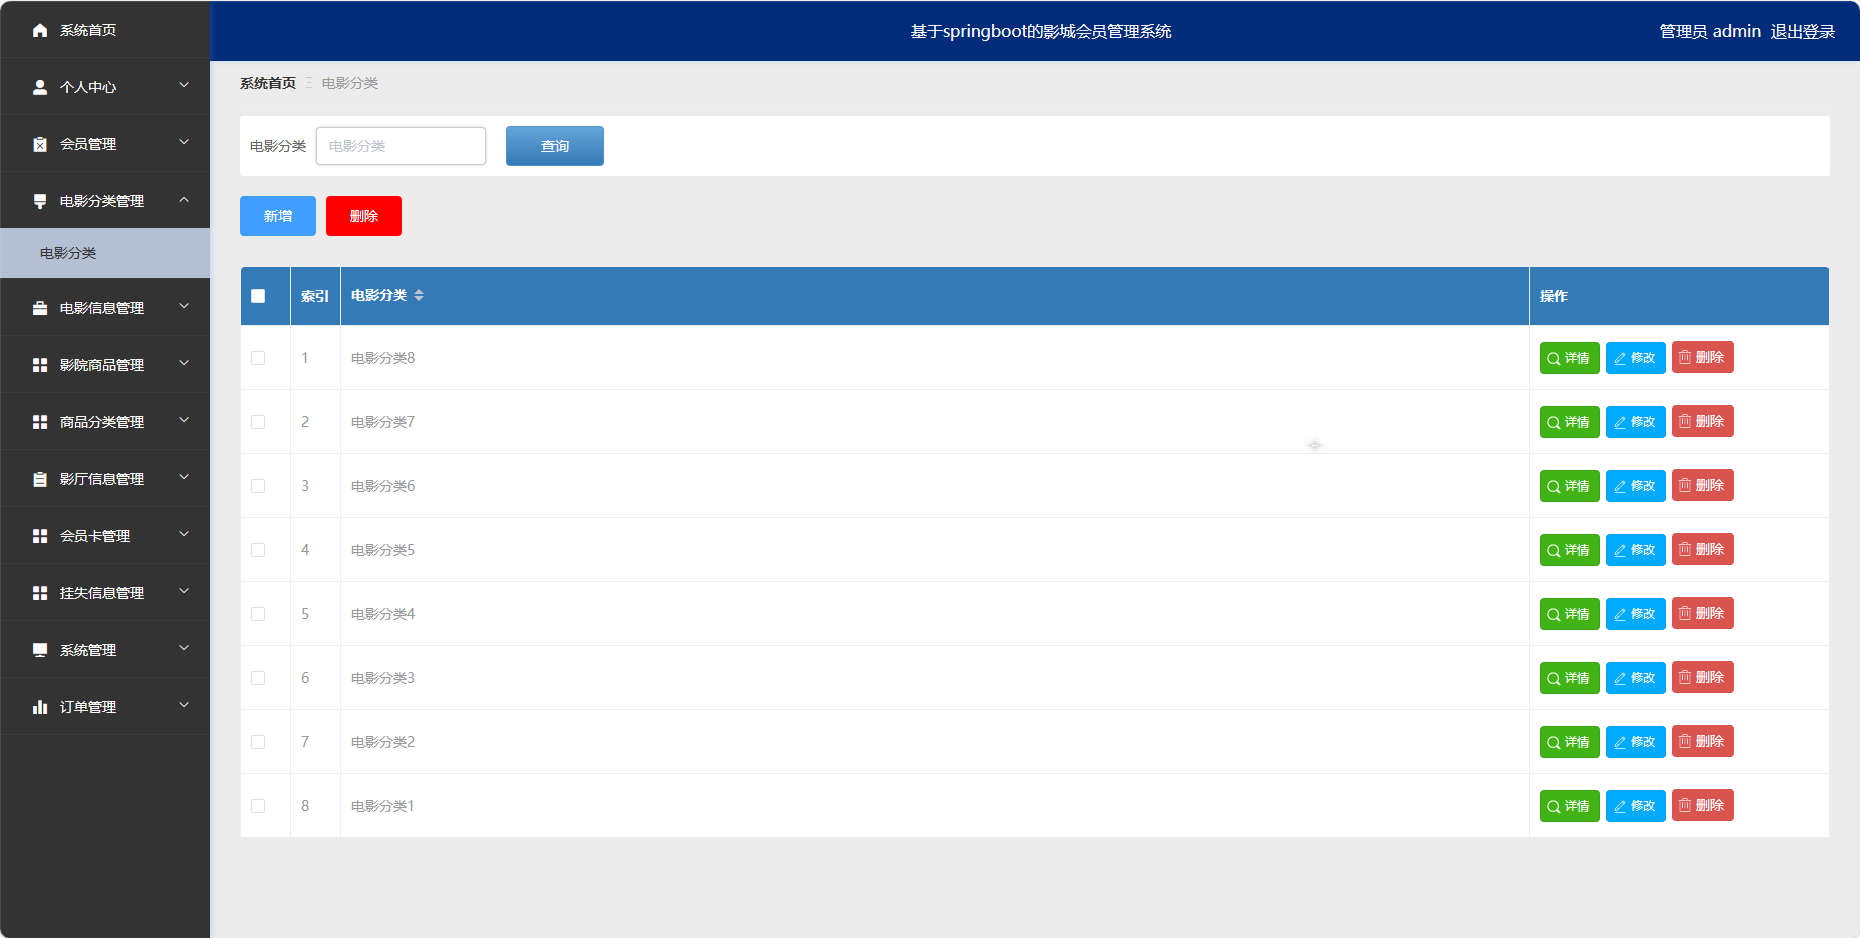 基于springboot的影城会员管理系统
管理员 admin 退出登录
系统首页
个人中心
会员管理
电影分类管理
电影分类
电影信息管理
影院商品管理
商品分类管理
影厅信息管理
会员卡管理
挂失信息管理
系统管理
订单管理
系统首页 电影分类
电影分类 电影分类 查询
新增 删除
索引 电影分类 操作
1 电影分类8 详情 修改 删除
2 电影分类7 详情 修改 删除
3 电影分类6 详情 修改 删除
4 电影分类5 详情 修改 删除
5 电影分类4 详情 修改 删除
6 电影分类3 详情 修改 删除
7 电影分类2 详情 修改 删除
8 电影分类1 详情 修改 删除